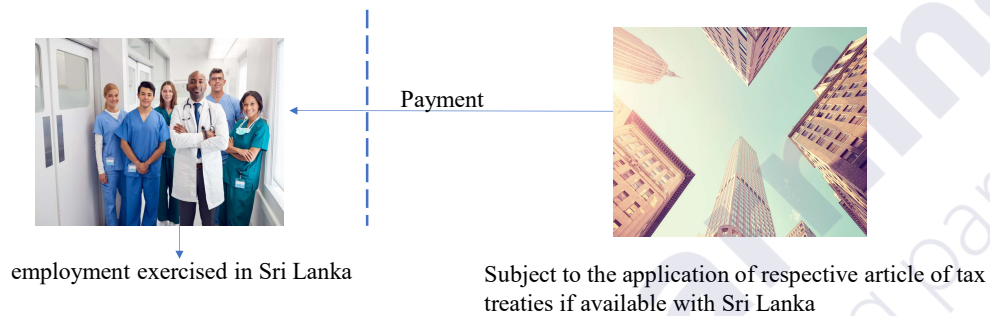 Payment
employment exercised in Sri Lanka
Subject to the application of respective article of tax
treaties if available with Sri Lanka